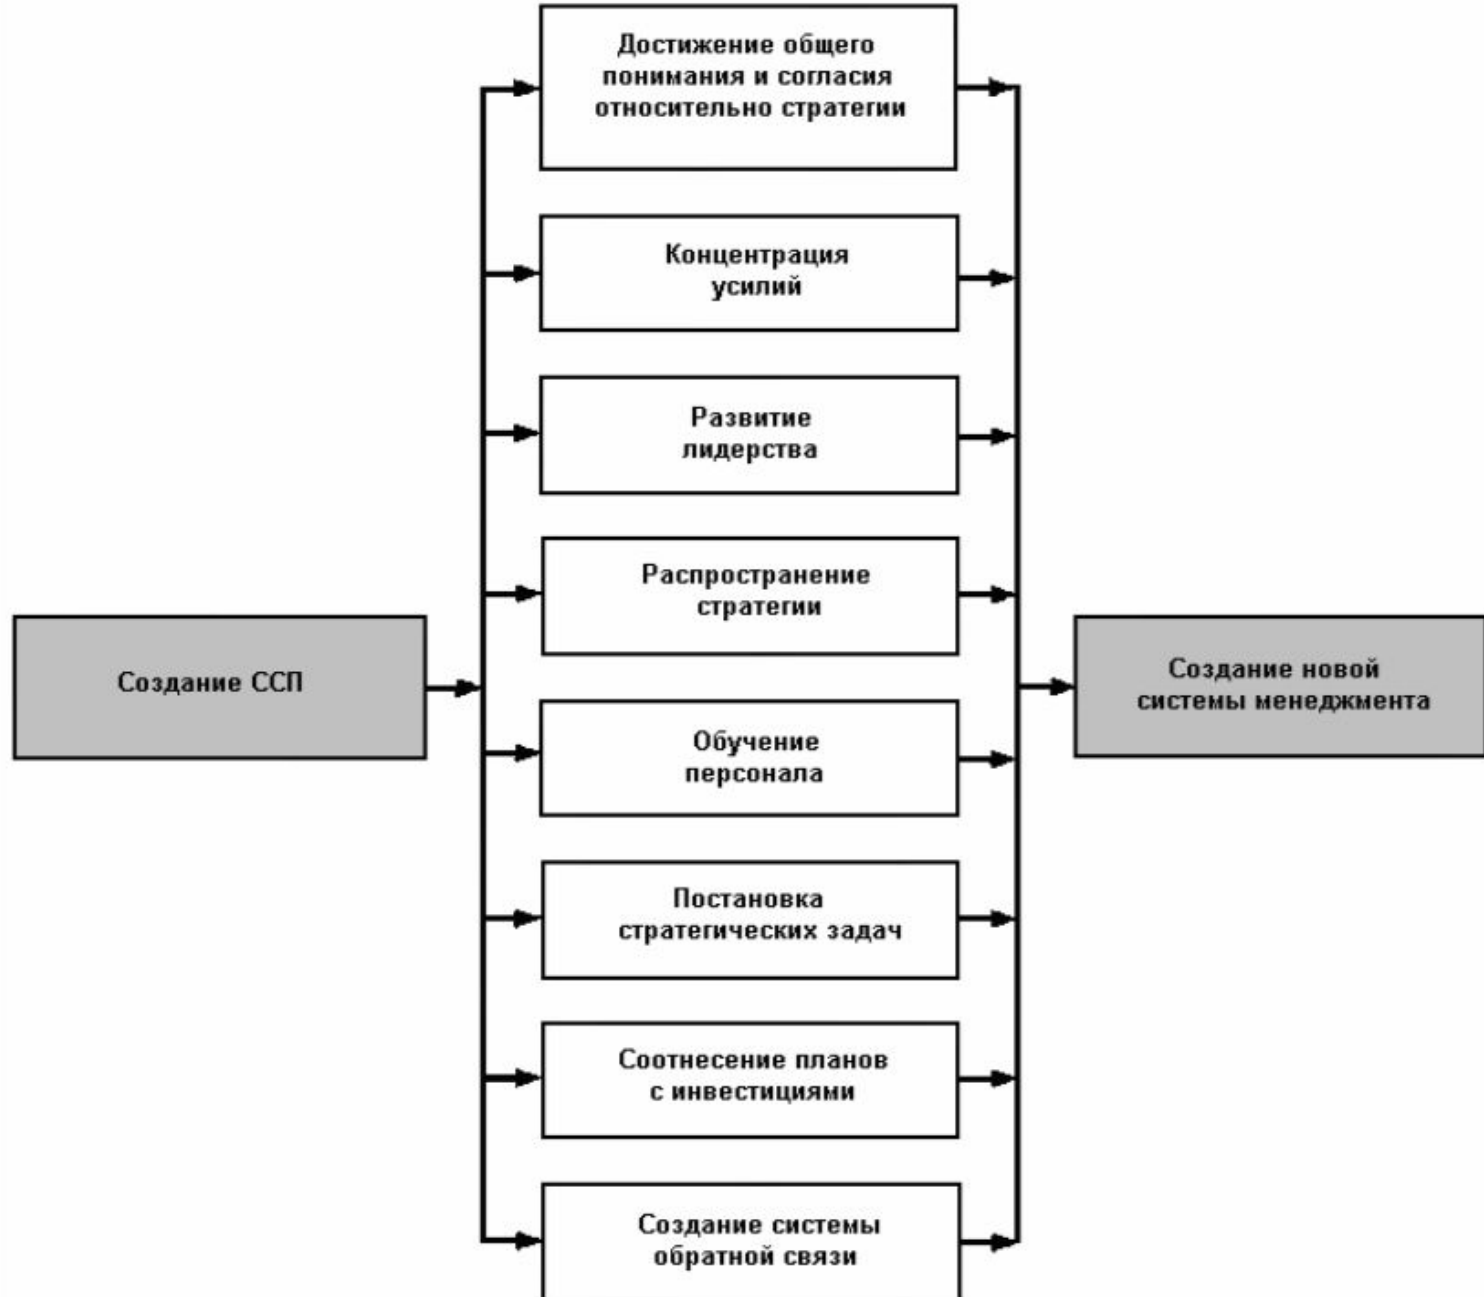 Достижение общего
понимания и согласия
относительно стратегии
Концентрация
усилий
Развитие
лидерства
Распространение
стратегии
Создание ССП
Создание новой
системы менеджмента
Обучение
персонала
Постановка
стратегических задач
Соотнесение планов
с инвестициями
Создание системы
обратной связи